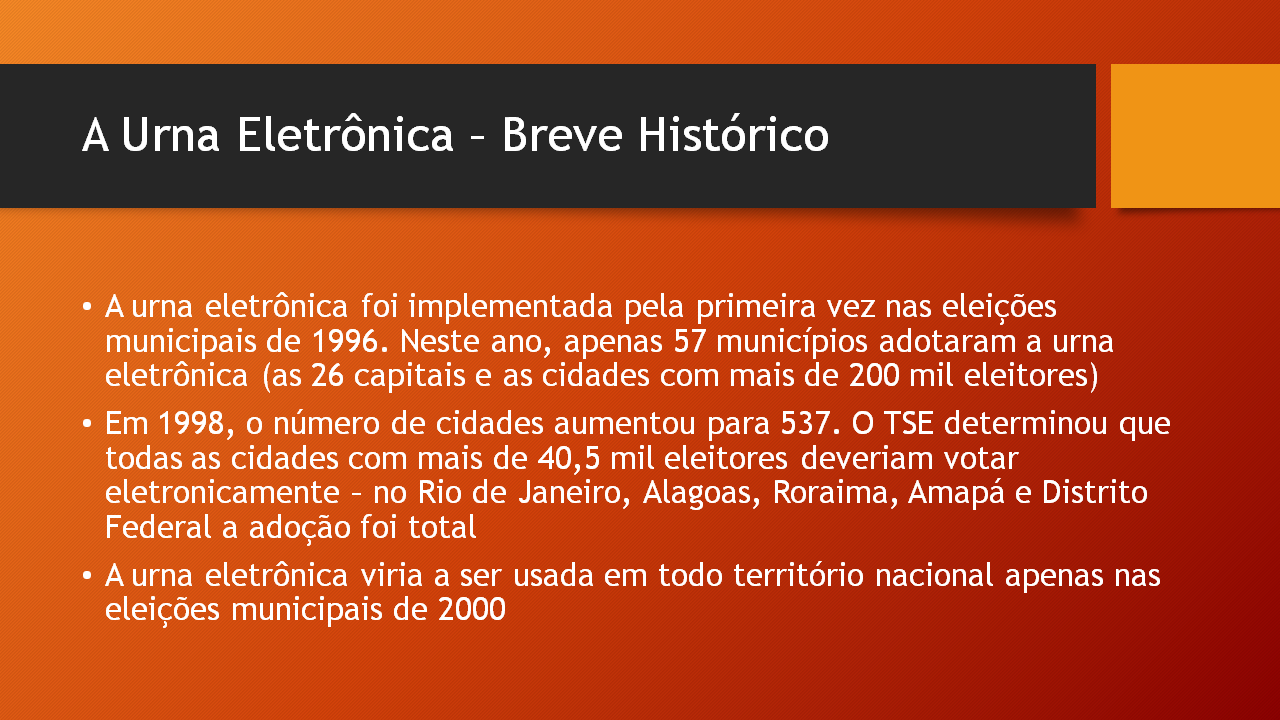 A Urna Eletrônica – Breve Histórico
• A urna eletrônica foi implementada pela primeira vez nas eleições
municipais de 1996. Neste ano, apenas 57 municípios adotaram a urna
eletrônica (as 26 capitais e as cidades com mais de 200 mil eleitores)
• Em 1998, o número de cidades aumentou para 537. O TSE determinou que
todas as cidades com mais de 40,5 mil eleitores deveriam votar
eletronicamente – no Rio de Janeiro, Alagoas, Roraima, Amapá e Distrito
Federal a adoção foi total
• A urna eletrônica viria a ser usada em todo território nacional apenas nas
eleições municipais de 2000